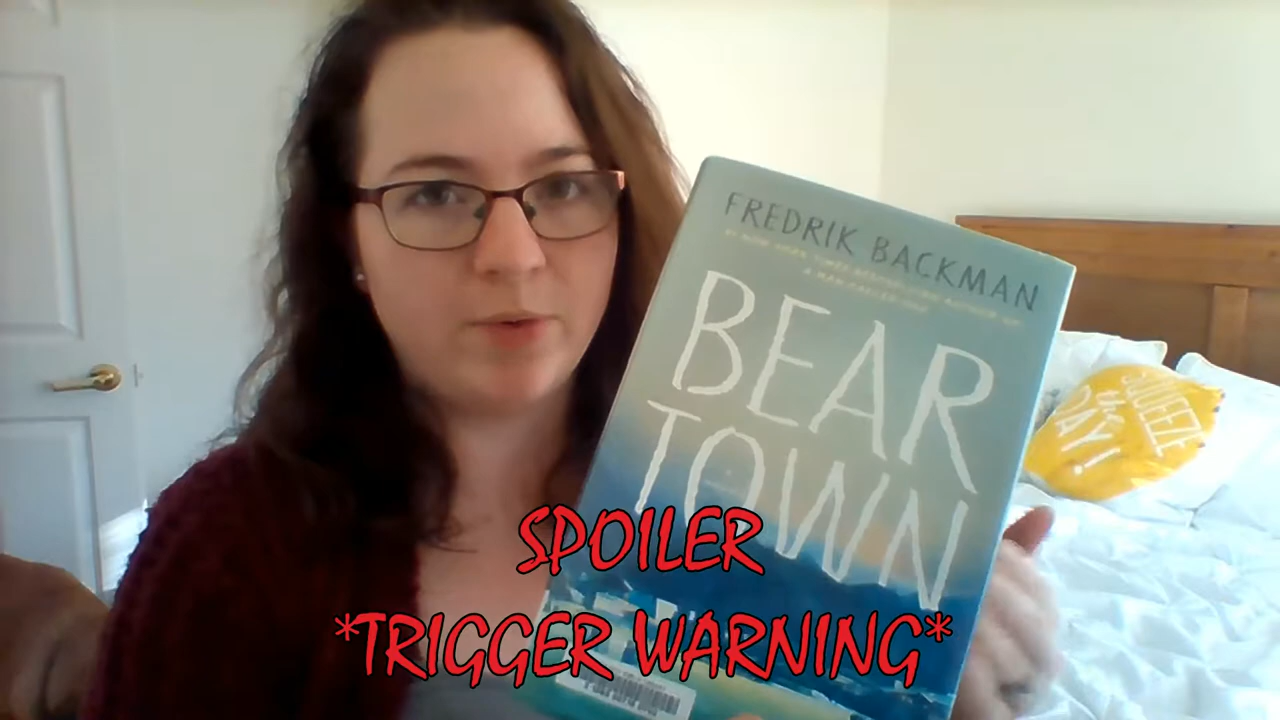 FREDRIK BACKMAN
BEAR
TOWN
SQUEEZE
the
DAY!
SPOILER
*TRIGGER WARNING*